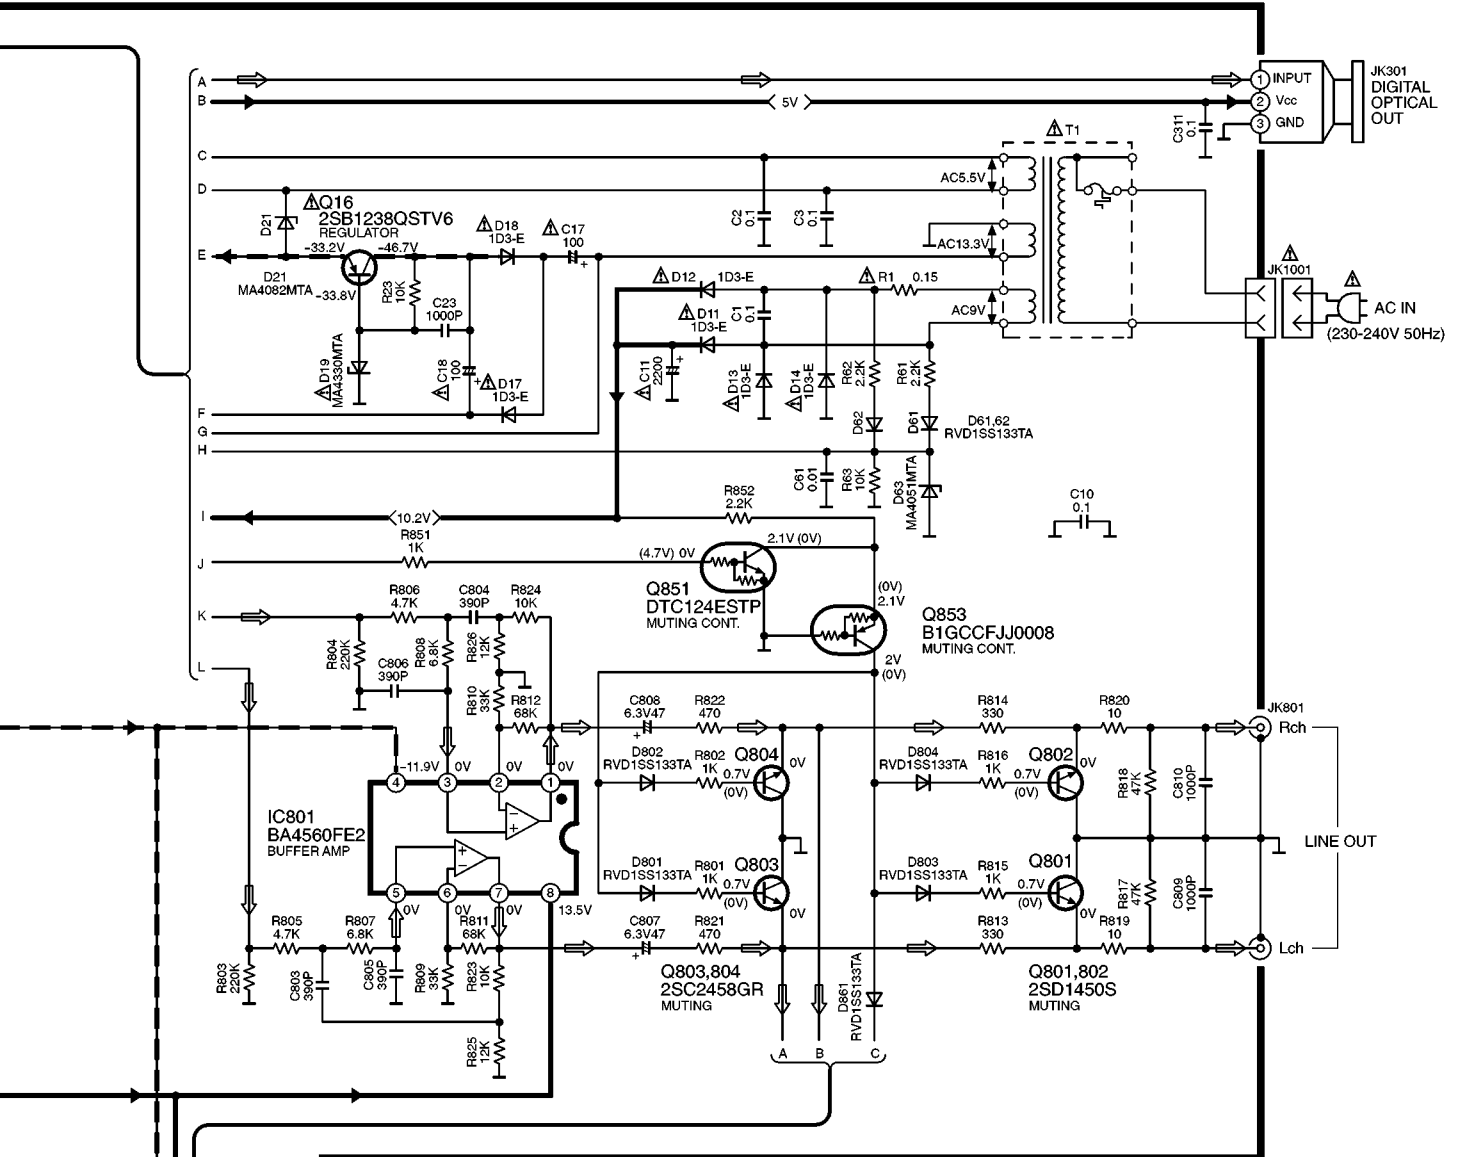 A
B
5V
1 INPUT
2 Vcc
3 GND
JK301
DIGITAL
OPTICAL
OUT
C311
0.1
C
D
T1
AC5.5V
AC13.3V
AC9V
C2
0.1
C3
0.1
D21
Q16
2SB1238QSTV6
REGULATOR
-33.2V
-46.7V
D18
1D3-E
C17
100
+
E
D21
MA4082MTA
-33.8V
R23
10K
C23
1000P
D12
1D3-E
R1 0.15
JK1001
AC IN
(230-240V 50Hz)
D11
1D3-E
C1
0.1
D19
MA4330MTA
C18
100
+
D17
1D3-E
C11
2200
+
D13
1D3-E
D14
1D3-E
R62
2.2K
R61
2.2K
F
G
H
D62
D61
D61,62
RVD1SS133TA
C61
0.01
R63
10K
D63
MA4051MTA
C10
0.1
I
10.2V
R852
2.2K
R851
1K
J
(4.7V) 0V
2.1V (0V)
Q851
DTC124ESTP
MUTING CONT.
(0V)
2.1V
Q853
B1GCCFJJ0008
MUTING CONT.
2V
(0V)
K
R806
4.7K
C804
390P
R824
10K
R804
220K
C806
390P
R808
6.8K
R826
12K
R810
33K
R812
68K
L
C808
6.3V47
+
R822
470
R814
330
R820
10
JK801
Rch
D802
RVD1SS133TA
R802
1K
0.7V
(0V)
Q804
0V
D804
RVD1SS133TA
R816
1K
0.7V
(0V)
Q802
0V
R818
47K
C810
1000P
-11.9V
0V
0V
0V
4
3
2
1
IC801
BA4560FE2
BUFFER AMP
−
+
+
−
5
6
7
8
0V
0V
0V
13.5V
LINE OUT
D801
RVD1SS133TA
R801
1K
0.7V
(0V)
Q803
0V
D803
RVD1SS133TA
R815
1K
0.7V
(0V)
Q801
0V
R817
47K
C809
1000P
R805
4.7K
R807
6.8K
R811
68K
C807
6.3V47
+
R821
470
R813
330
R819
10
Lch
R803
220K
C803
390P
C805
390P
R809
33K
R823
10K
Q803,804
2SC2458GR
MUTING
D861
RVD1SS133TA
Q801,802
2SD1450S
MUTING
R825
12K
A
B
C